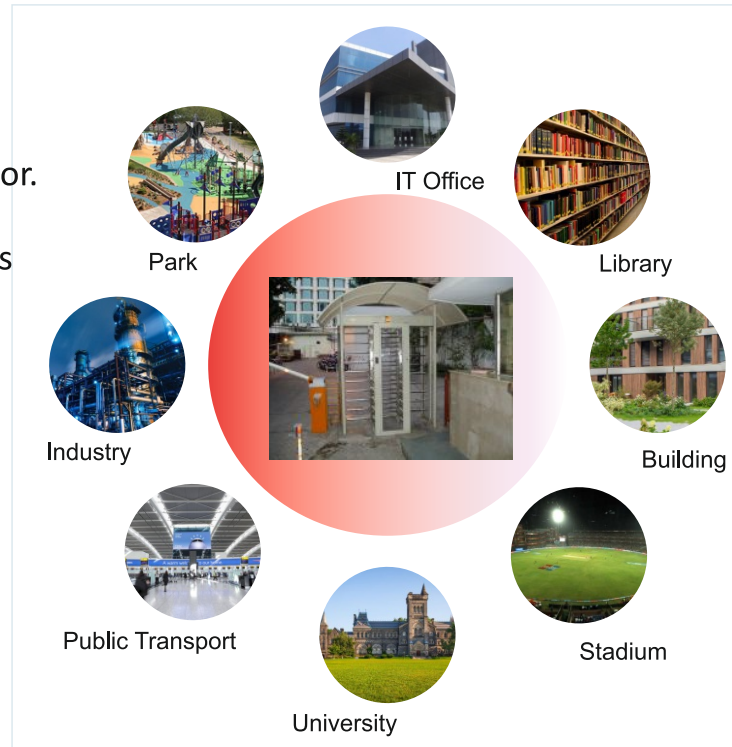 or.
s
IT Office
Park
Library
Industry
Building
Public Transport
Stadium
University